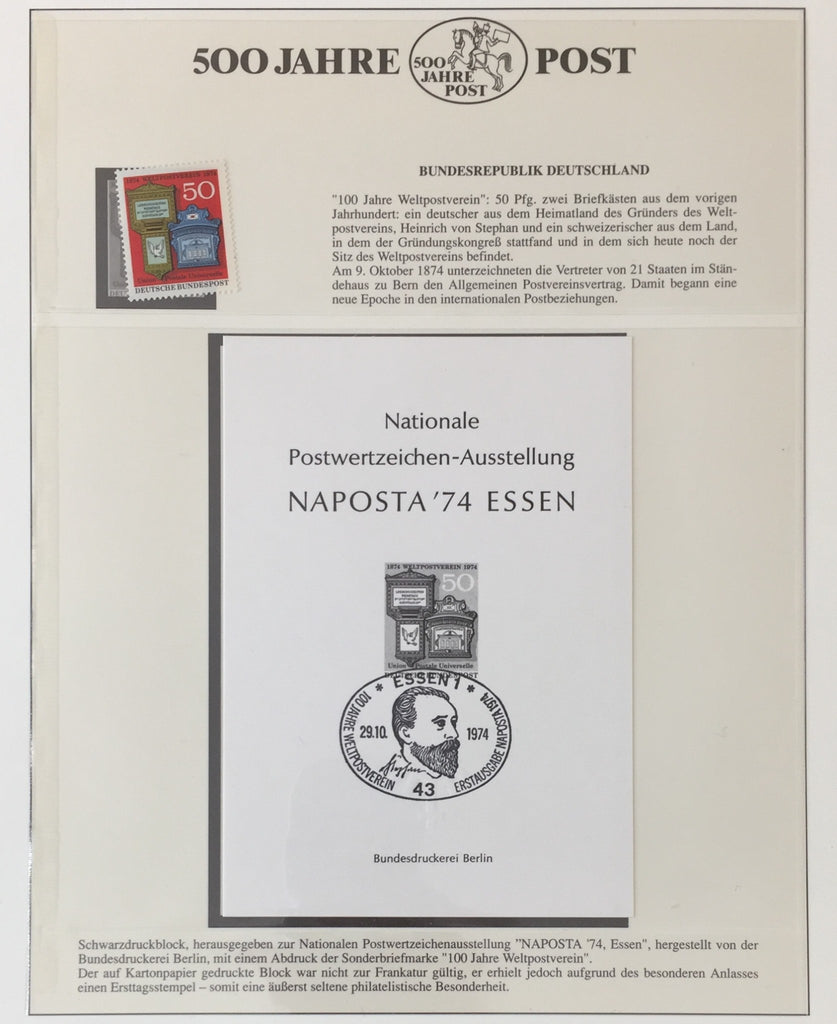 500 JAHRE POST
500
JAHRE
POST
BUNDESREPUBLIK DEUTSCHLAND
"100 Jahre Weltpostverein": 50 Pfg. zwei Briefkästen aus dem vorigen
Jahrhundert: ein deutscher aus dem Heimatland des Gründers des Welt-
postvereins, Heinrich von Stephan und ein schweizerischer aus dem Land,
in dem der Gründungskongreß stattfand und in dem sich heute noch der
Sitz des Weltpostvereins befindet.
Am 9. Oktober 1874 unterzeichneten die Vertreter von 21 Staaten im Stän-
dehaus zu Bern den Allgemeinen Postvereinsvertrag. Damit begann eine
neue Epoche in den internationalen Postbeziehungen.
1874 WELTPOSTVEREIN 1974
50
Union Postale Universelle
DEUTSCHE BUNDESPOST
Nationale
Postwertzeichen-Ausstellung
NAPOSTA '74 ESSEN
1874 WELTPOSTVEREIN 1974
50
Union Postale Universelle
DEUTSCHE BUNDESPOST
* ESSEN 1 *
100 JAHRE WELTPOSTVEREIN
29.10. 1974
ERSTAUSGABE NAPOSTA 1974
43
Bundesdruckerei Berlin
Schwarzdruckblock, herausgegeben zur Nationalen Postwertzeichenausstellung "NAPOSTA '74, Essen", hergestellt von der
Bundesdruckerei Berlin, mit einem Abdruck der Sonderbriefmarke "100 Jahre Weltpostverein".
Der auf Kartonpapier gedruckte Block war nicht zur Frankatur gültig, er erhielt jedoch aufgrund des besonderen Anlasses
einen Ersttagsstempel – somit eine äußerst seltene philatelistische Besonderheit.